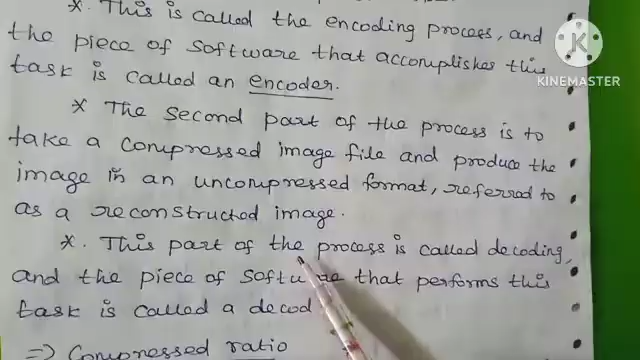 *. This is called the encoding process, and
the piece of software that accomplishes this
task is called an encoder.
* The second part of the process is to
take a compressed image file and produce the
image in an uncompressed format, referred to
as a reconstructed image.
*. This part of the process is called decoding,
and the piece of software that performs this
task is called a decod
=> Compressed ratio
KINEMASTER